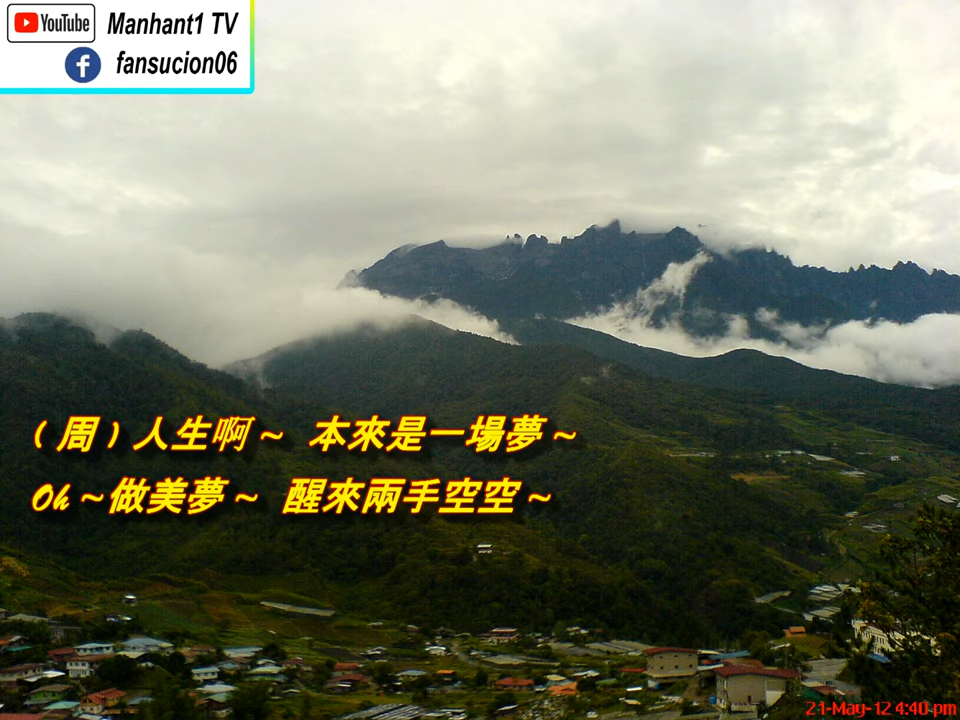 YouTube Manhant1 TV
fansucion06
（周）人生啊～ 本來是一場夢～
Oh～做美夢～ 醒來兩手空空～
21-May-12 4:40 pm